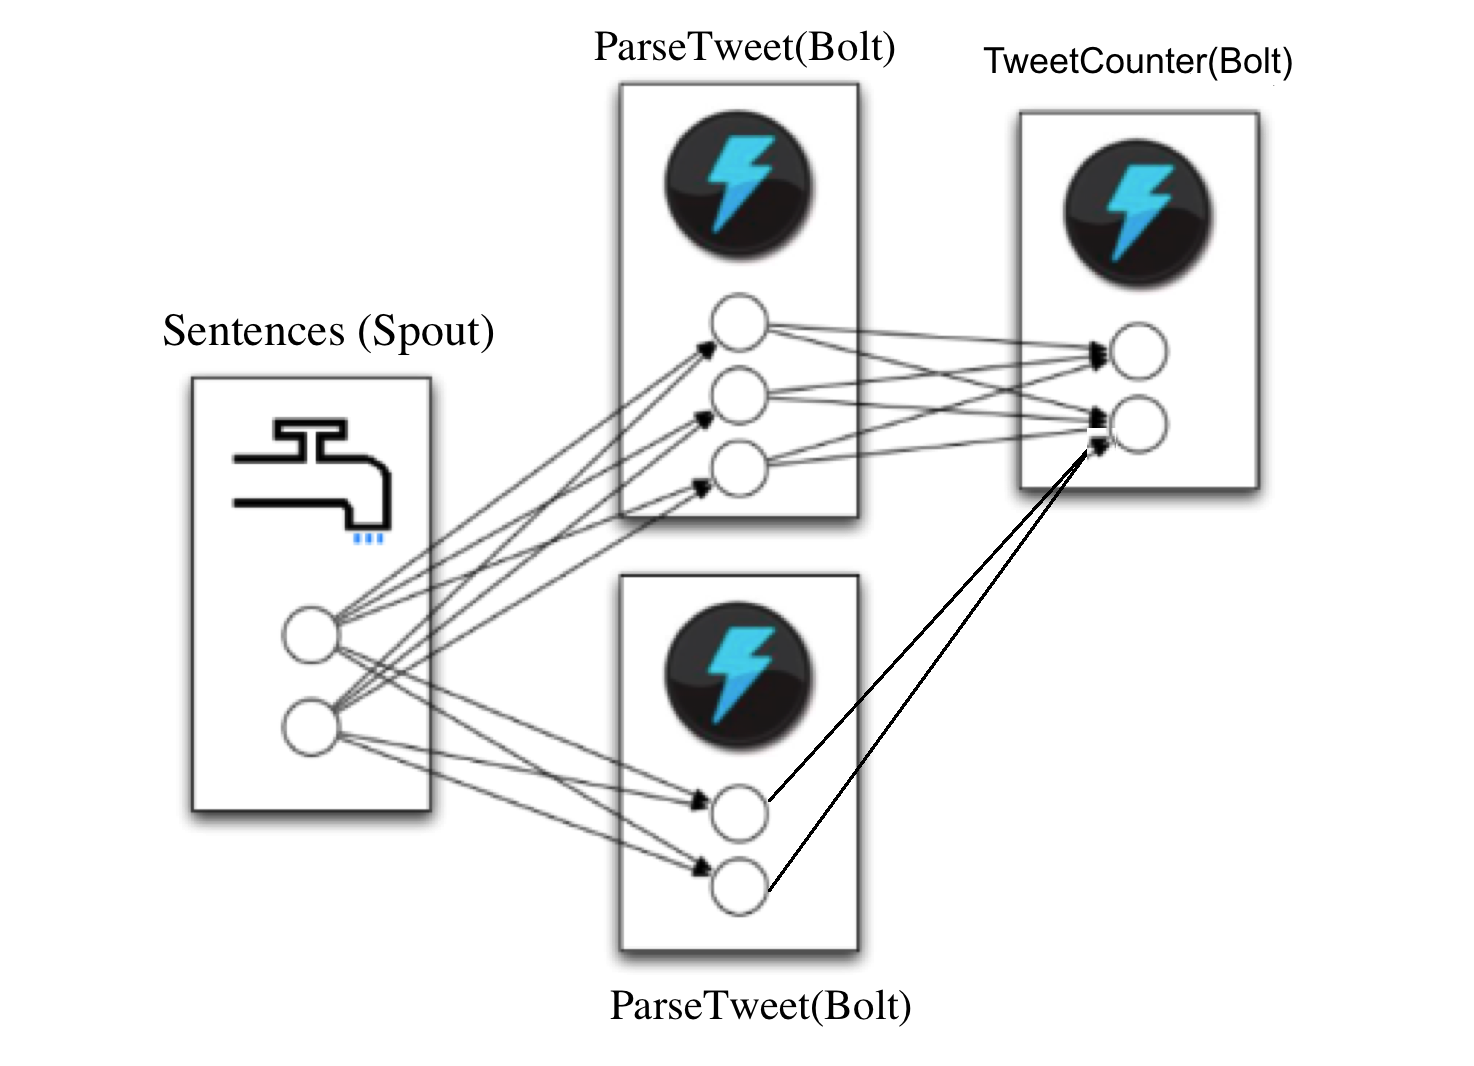 ParseTweet(Bolt)
TweetCounter(Bolt)
Sentences (Spout)
ParseTweet(Bolt)